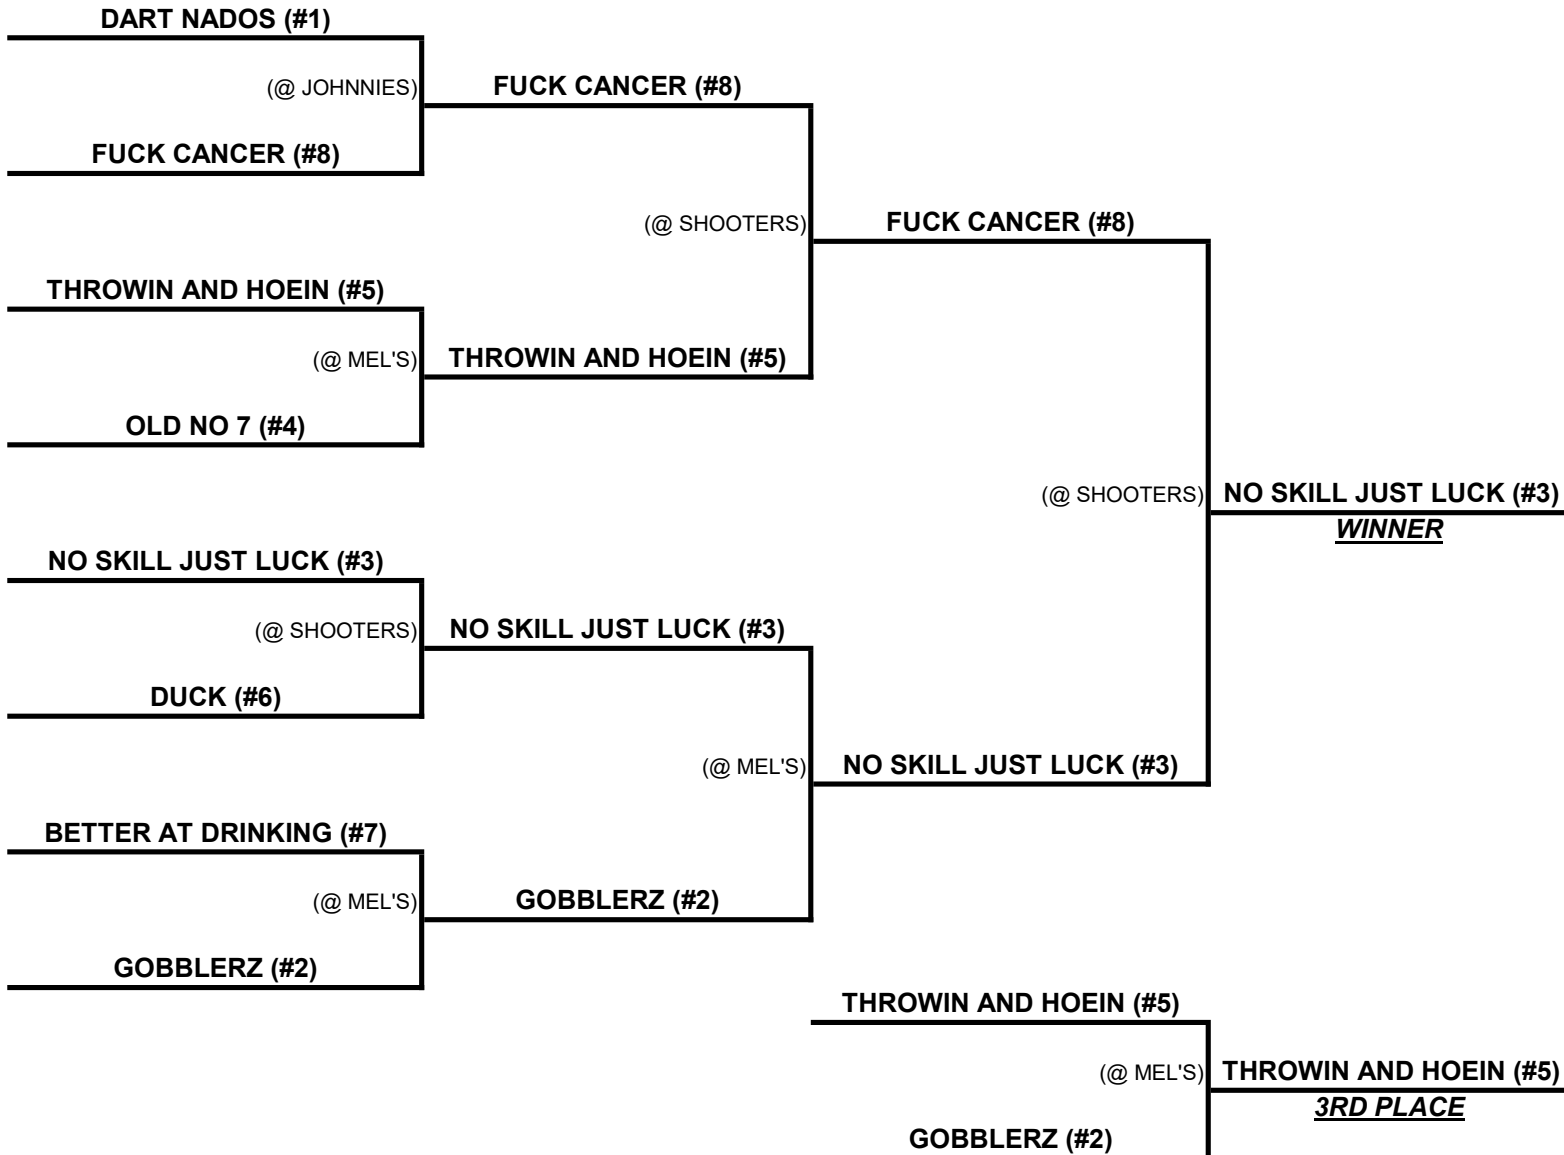 DART NADOS (#1)
(@ JOHNNIES)
FUCK CANCER (#8)
FUCK CANCER (#8)
(@ SHOOTERS)
FUCK CANCER (#8)
THROWIN AND HOEIN (#5)
(@ MEL'S)
THROWIN AND HOEIN (#5)
OLD NO 7 (#4)
(@ SHOOTERS)
NO SKILL JUST LUCK (#3)
WINNER
NO SKILL JUST LUCK (#3)
(@ SHOOTERS)
NO SKILL JUST LUCK (#3)
DUCK (#6)
(@ MEL'S)
NO SKILL JUST LUCK (#3)
BETTER AT DRINKING (#7)
(@ MEL'S)
GOBBLERZ (#2)
GOBBLERZ (#2)
THROWIN AND HOEIN (#5)
(@ MEL'S)
THROWIN AND HOEIN (#5)
3RD PLACE
GOBBLERZ (#2)